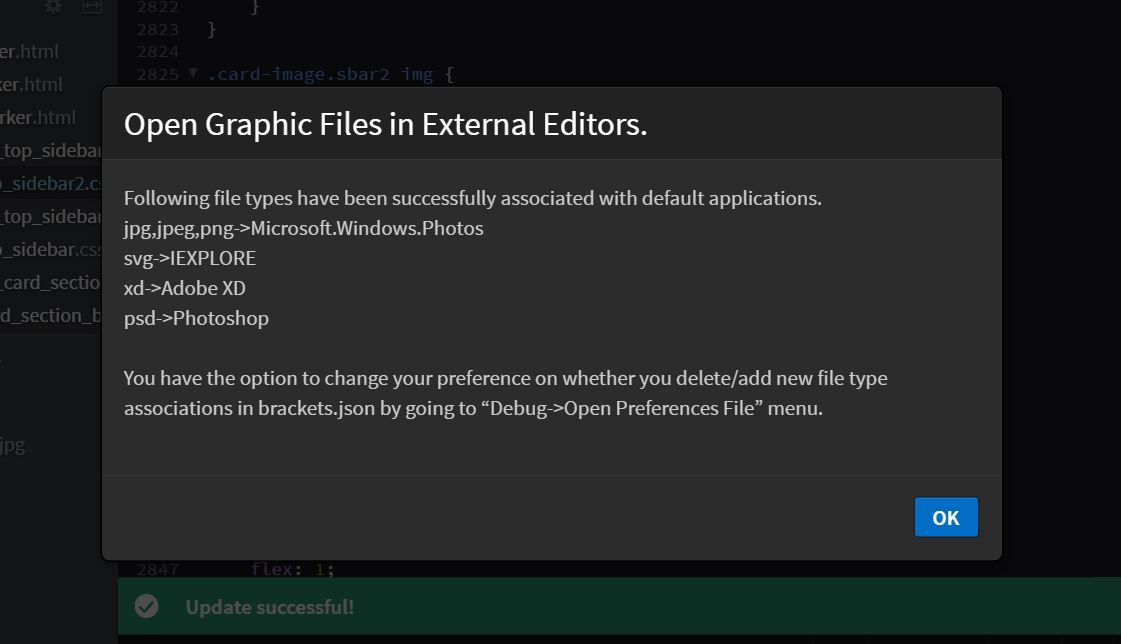 2822 }
2823 }
2824
er.html
2825 .card-image.sbar2 img {
ker.html
rker.html
_top_sidebar
_sidebar2.c
_top_sidebar
_sidebar.css
_card_sectio
d_section_b
jpg
Open Graphic Files in External Editors.
Following file types have been successfully associated with default applications.
jpg,jpeg,png->Microsoft.Windows.Photos
svg->IEXPLORE
xd->Adobe XD
psd->Photoshop
You have the option to change your preference on whether you delete/add new file type
associations in brackets.json by going to “Debug->Open Preferences File” menu.
OK
2847 flex: 1;
Update successful!